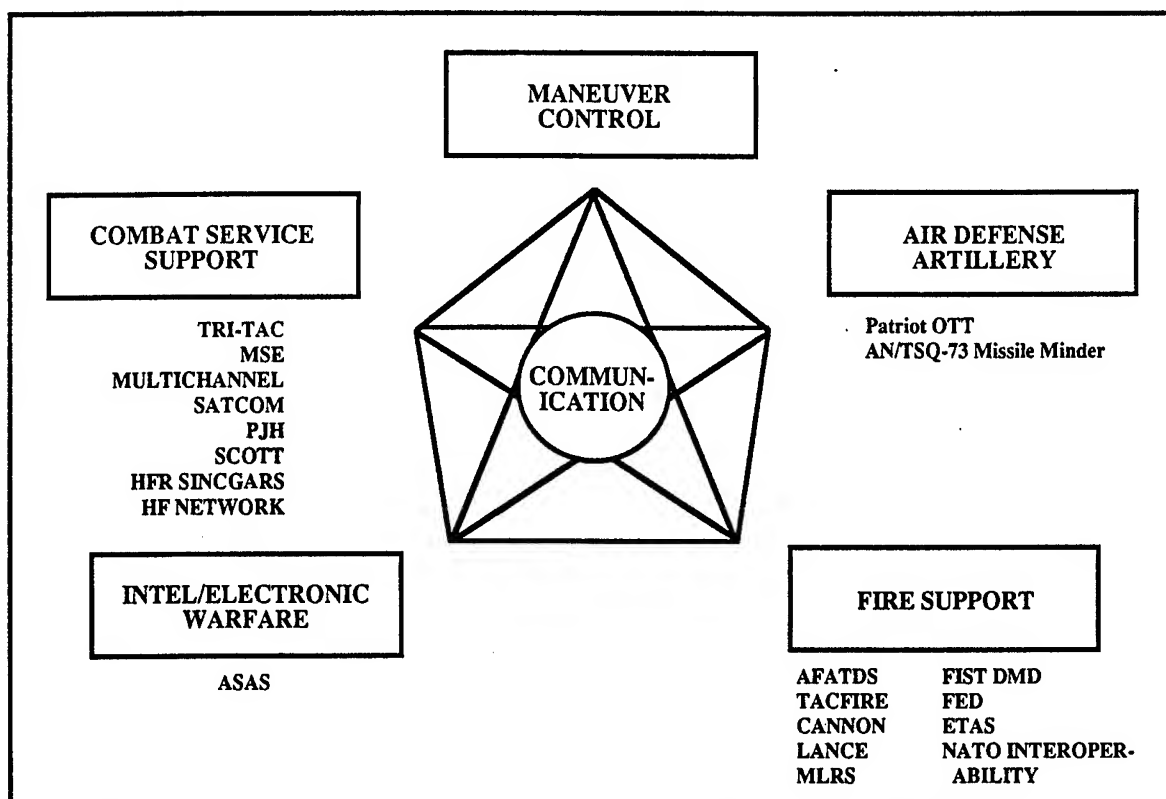 MANEUVER
CONTROL
COMBAT SERVICE
SUPPORT
AIR DEFENSE
ARTILLERY
TRI-TAC
MSE
MULTICHANNEL
SATCOM
PJH
SCOTT
HFR SINCGARS
HF NETWORK
Patriot OTT
AN/TSQ-73 Missile Minder
COMMUN-
ICATION
INTEL/ELECTRONIC
WARFARE
ASAS
FIRE SUPPORT
AFATDS FIST DMD
TACFIRE FED
CANNON ETAS
LANCE NATO INTEROPER-
MLRS ABILITY